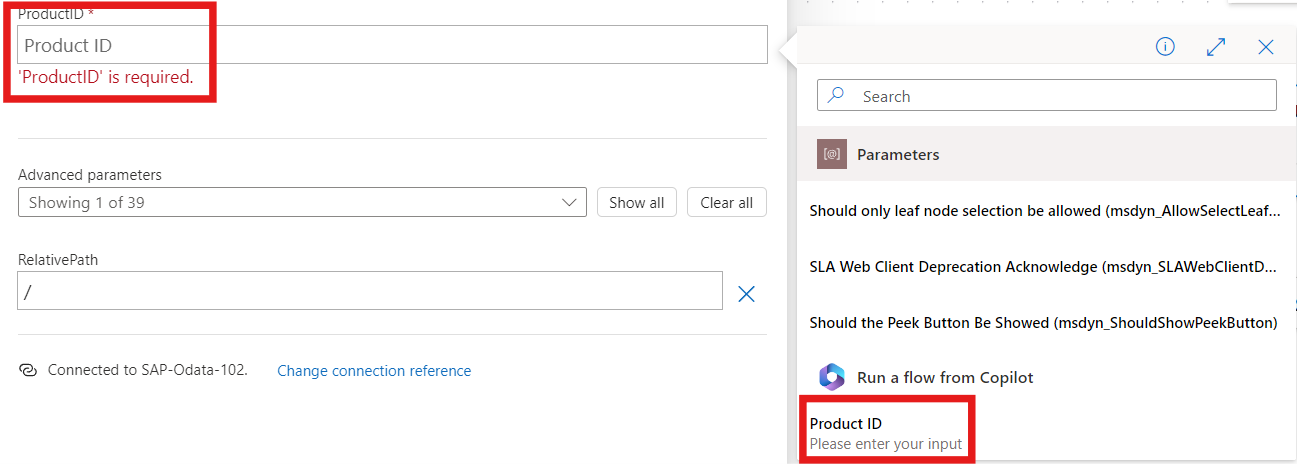 ProductID *
Product ID
'ProductID' is required.
Advanced parameters
Showing 1 of 39
Show all
Clear all
RelativePath
/
Connected to SAP-Odata-102.
Change connection reference
Search
[@] Parameters
Should only leaf node selection be allowed (msdyn_AllowSelectLeaf...
SLA Web Client Deprecation Acknowledge (msdyn_SLAWebClientD...
Should the Peek Button Be Showed (msdyn_ShouldShowPeekButton)
Run a flow from Copilot
Product ID
Please enter your input